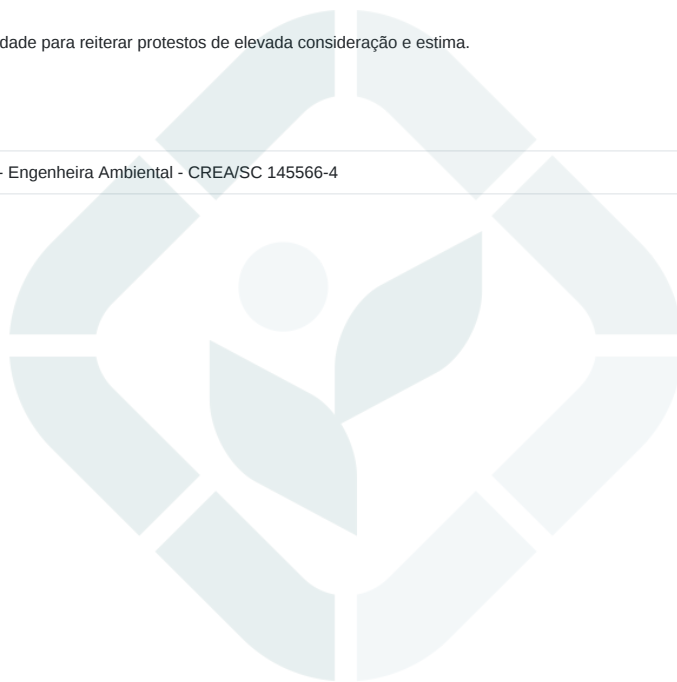 dade para reiterar protestos de elevada consideração e estima.
- Engenheira Ambiental - CREA/SC 145566-4